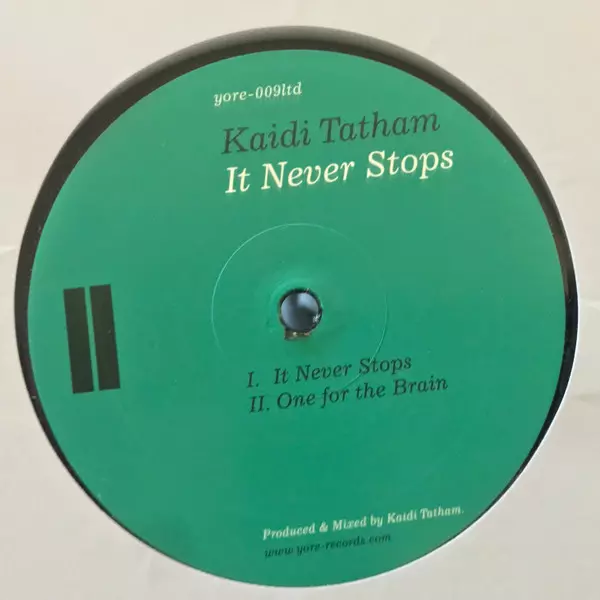 yore-009ltd
Kaidi Tatham
It Never Stops
II
I. It Never Stops
II. One for the Brain
Produced & Mixed by Kaidi Tatham.
www.yore-records.com